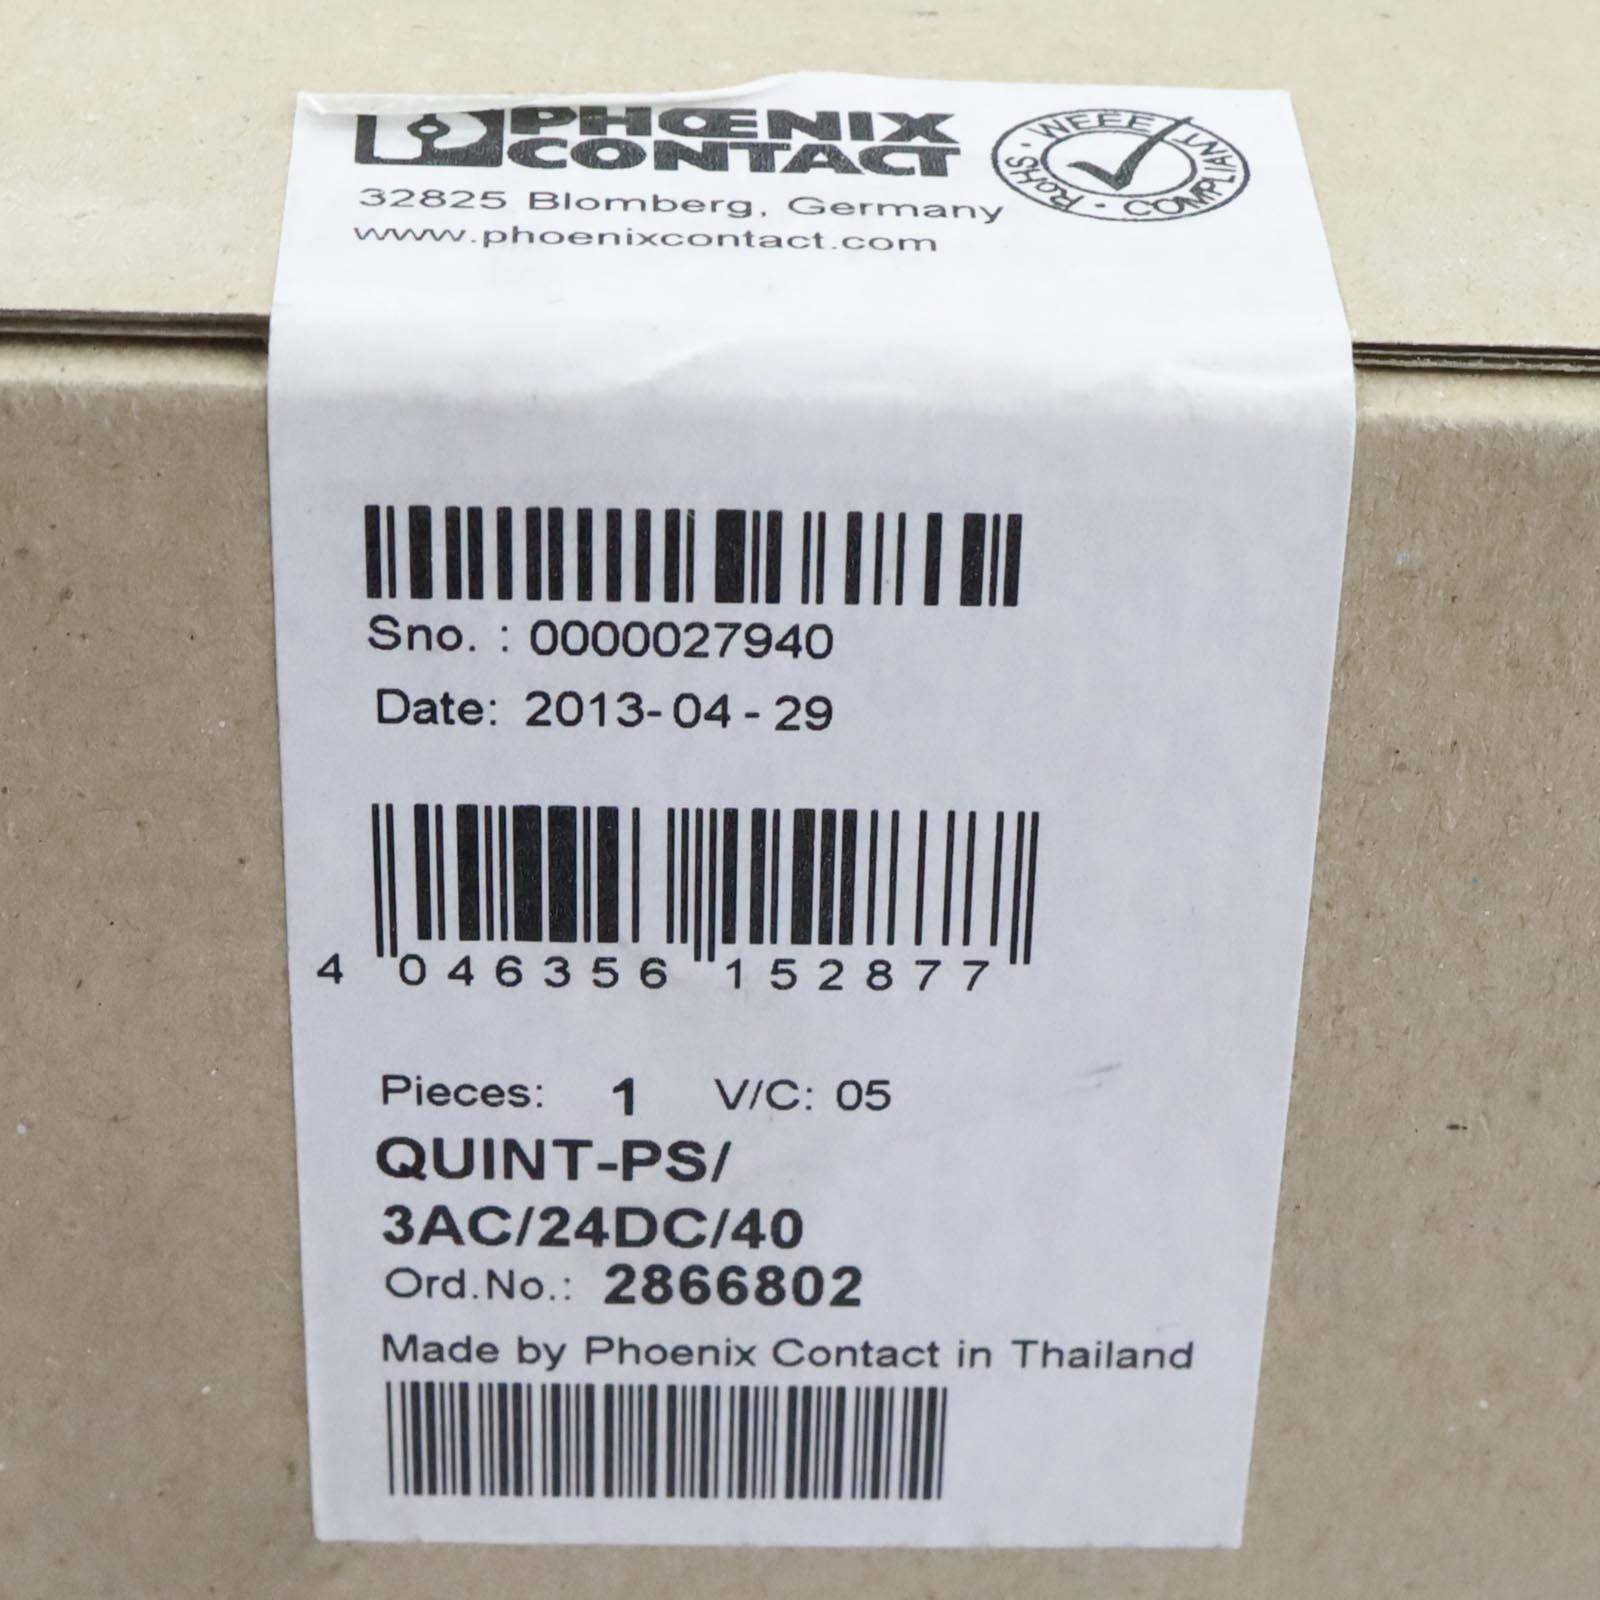 PHŒNIX
CONTACT
WEEE · RoHS · COMPLIANT
32825 Blomberg, Germany
www.phoenixcontact.com
Sno. : 0000027940
Date: 2013-04-29
4 046356 152877
Pieces: 1 V/C: 05
QUINT-PS/
3AC/24DC/40
Ord.No.: 2866802
Made by Phoenix Contact in Thailand